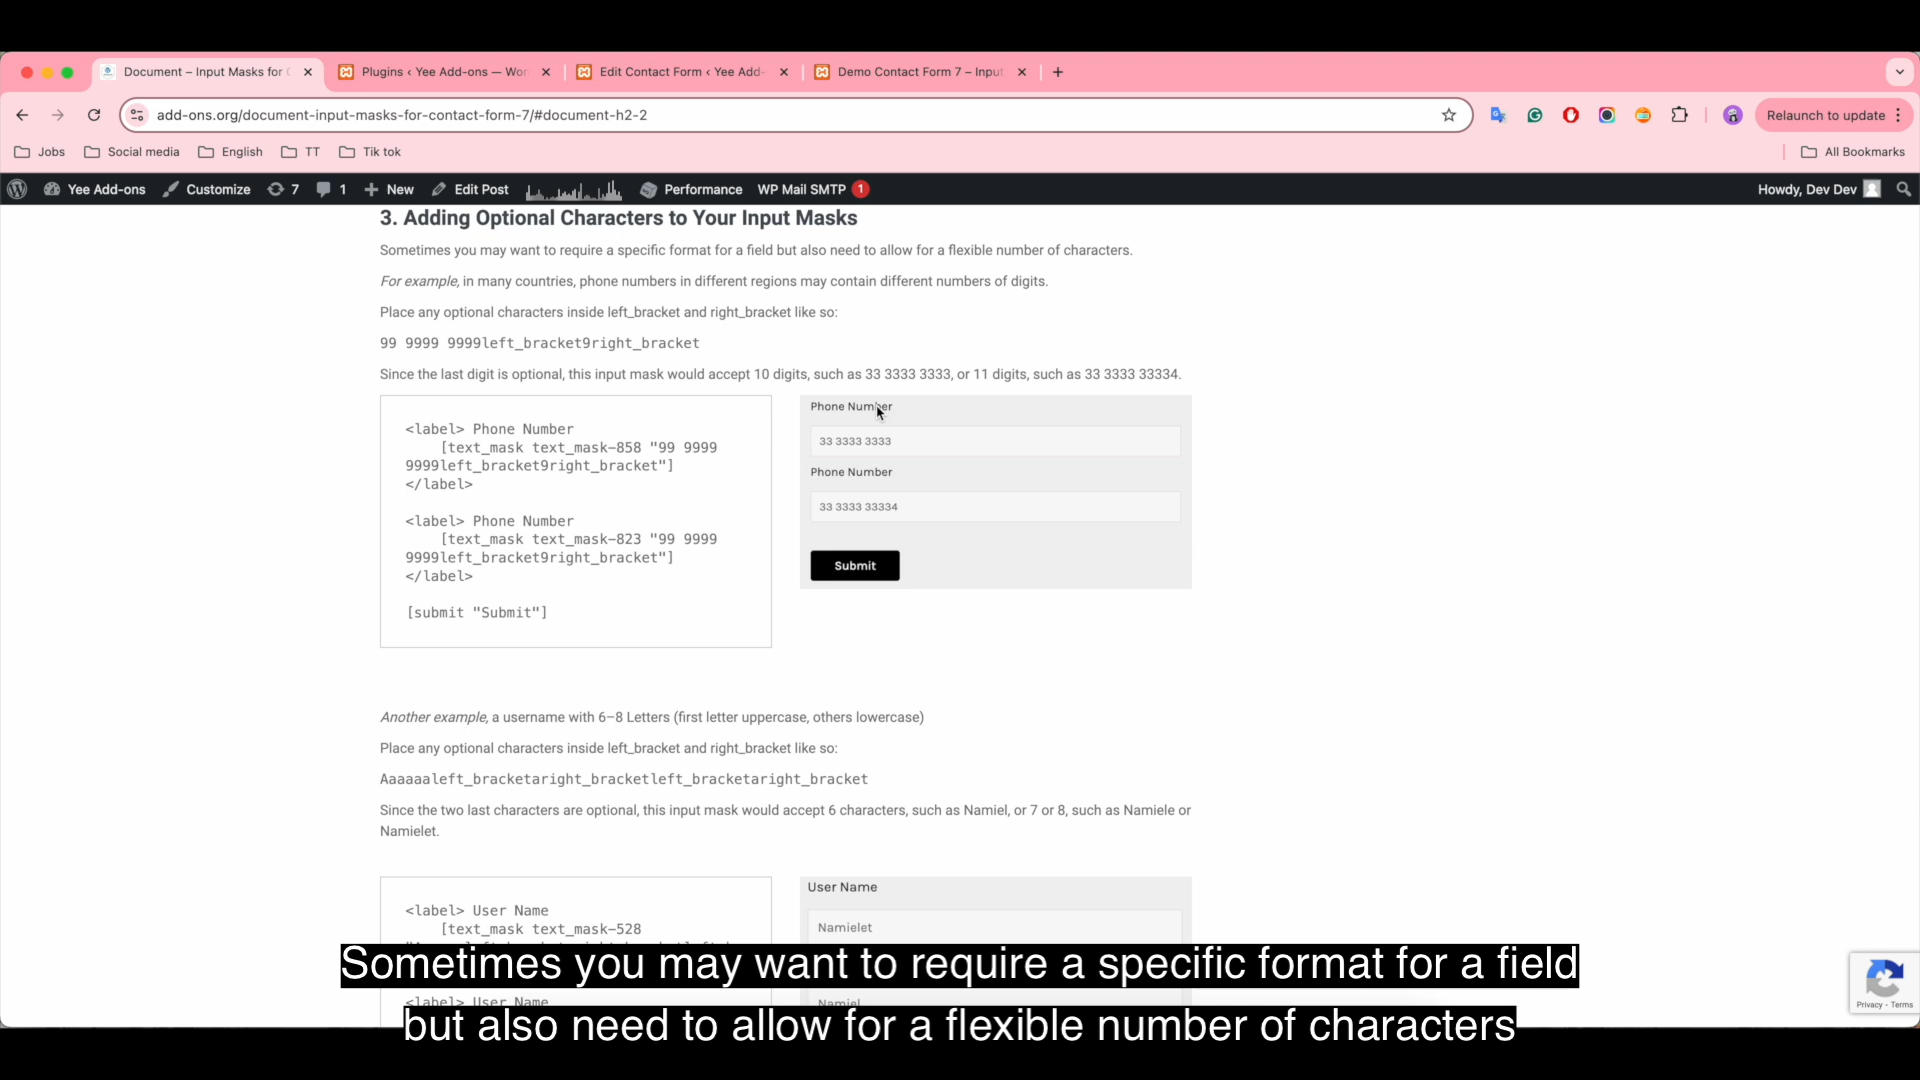 Document – Input Masks for C
Plugins ‹ Yee Add-ons — Wor
Edit Contact Form ‹ Yee Add-
Demo Contact Form 7 – Input
add-ons.org/document-input-masks-for-contact-form-7/#document-h2-2
Relaunch to update
Jobs
Social media
English
TT
Tik tok
All Bookmarks
Yee Add-ons
Customize
7
1
New
Edit Post
Performance
WP Mail SMTP 1
Howdy, Dev Dev
3. Adding Optional Characters to Your Input Masks
Sometimes you may want to require a specific format for a field but also need to allow for a flexible number of characters.
For example, in many countries, phone numbers in different regions may contain different numbers of digits.
Place any optional characters inside left_bracket and right_bracket like so:
99 9999 9999left_bracket9right_bracket
Since the last digit is optional, this input mask would accept 10 digits, such as 33 3333 3333, or 11 digits, such as 33 3333 33334.
<label> Phone Number
[text_mask text_mask-858 "99 9999
9999left_bracket9right_bracket"]
</label>
<label> Phone Number
[text_mask text_mask-823 "99 9999
9999left_bracket9right_bracket"]
</label>
[submit "Submit"]
Phone Number
33 3333 3333
Phone Number
33 3333 33334
Submit
Another example, a username with 6–8 Letters (first letter uppercase, others lowercase)
Place any optional characters inside left_bracket and right_bracket like so:
Aaaaaaleft_bracketaright_bracketleft_bracketaright_bracket
Since the two last characters are optional, this input mask would accept 6 characters, such as Namiel, or 7 or 8, such as Namiele or
Namielet.
<label> User Name
[text_mask text_mask-528
<label> User Name
User Name
Namielet
Namiel
Sometimes you may want to require a specific format for a field
but also need to allow for a flexible number of characters
Privacy - Terms